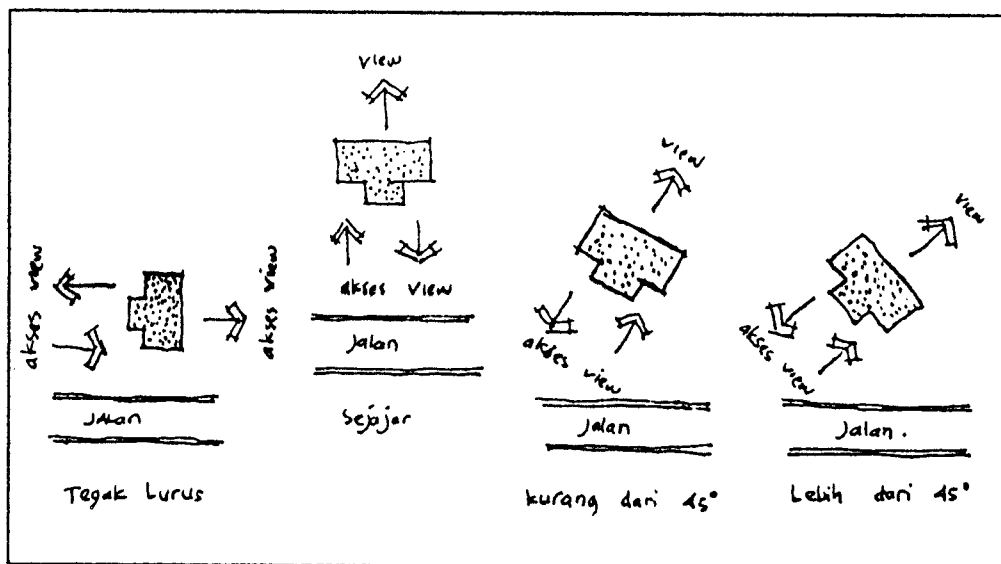 akses view
akses view
Jalan
Tegak Lurus
view
akses view
Jalan
Sejajar
view
akses view
Jalan
kurang dari 45°
view
akses view
Jalan.
Lebih dari 45°